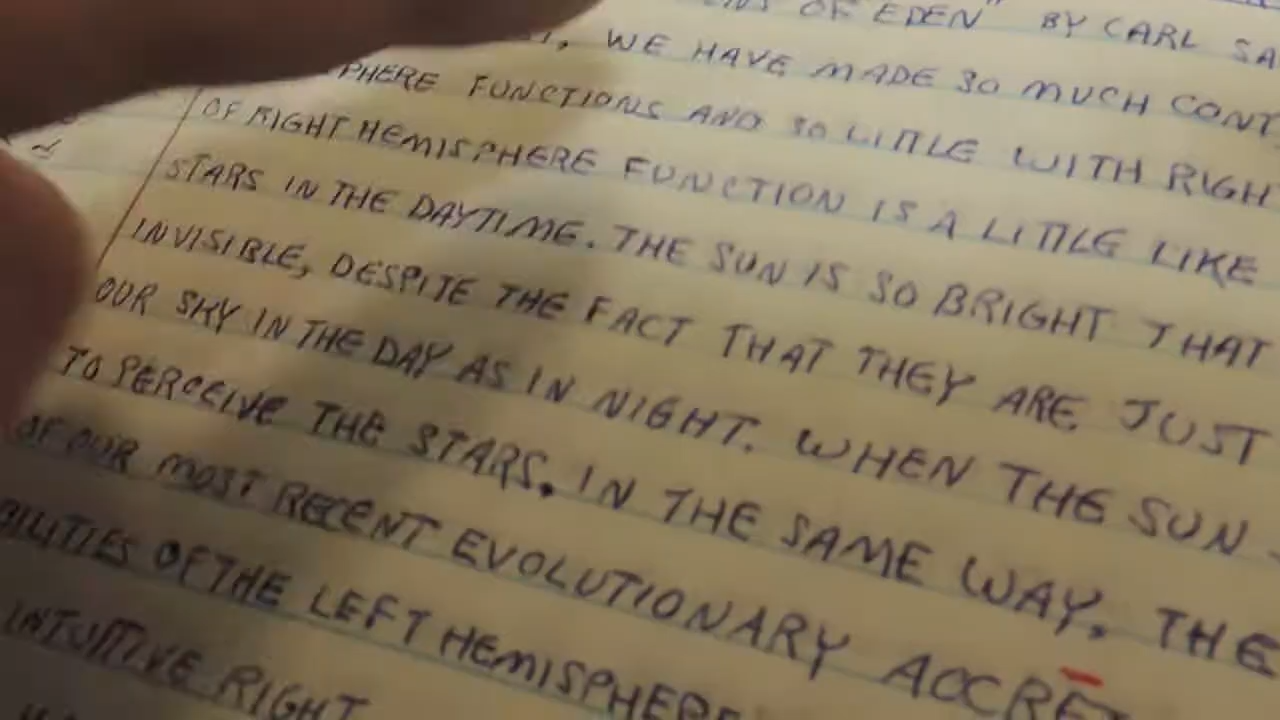 OF EDEN" BY CARL SA
, WE HAVE MADE SO MUCH CONT
PHERE FUNCTIONS AND SO LITTLE WITH RIGH
OF RIGHT HEMISPHERE FUNCTION IS A LITTLE LIKE
STARS IN THE DAYTIME. THE SUN IS SO BRIGHT THAT
INVISIBLE, DESPITE THE FACT THAT THEY ARE JUST
OUR SKY IN THE DAY AS IN NIGHT. WHEN THE SUN
TO PERCEIVE THE STARS. IN THE SAME WAY, THE
OF OUR MOST RECENT EVOLUTIONARY ACCRE
BILITIES OF THE LEFT HEMISPHERE
INTUITIVE RIGHT